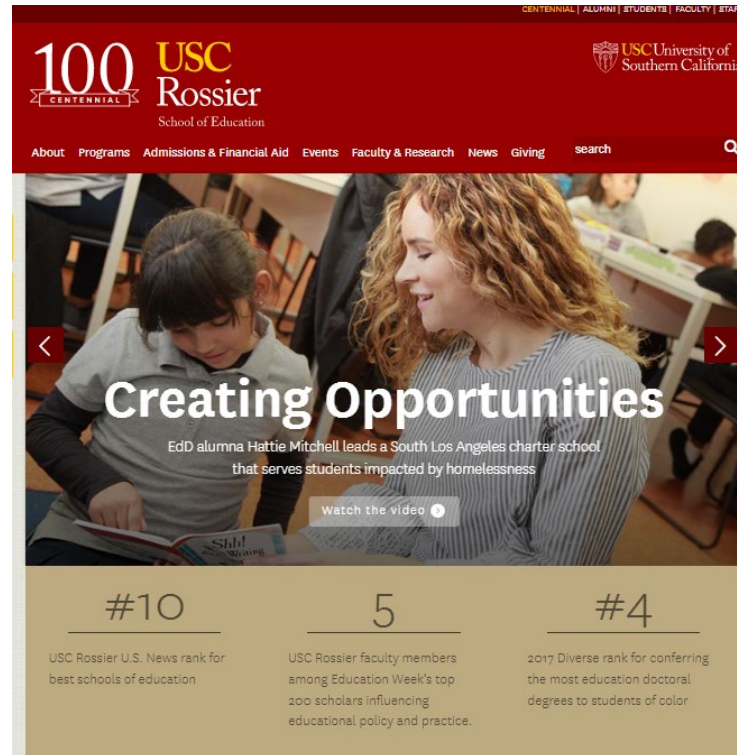 CENTENNIAL | ALUMNI | STUDENTS | FACULTY |
100
CENTENNIAL
USC
Rossier
School of Education
USC University of
Southern
About Programs Admissions & Financial Aid Events Faculty & Research News Giving
search
Creating Opportunities
EdD alumna Hattie Mitchell leads a South Los Angeles charter school
that serves students impacted by homelessness
Watch the video
Shh!
Writing
#10
5
#4
USC Rossier U.S. News rank for
best schools of education
USC Rossier faculty members
among Education Week's top
200 scholars influencing
educational policy and practice.
2017 Diverse rank for conferring
the most education doctoral
degrees to students of color